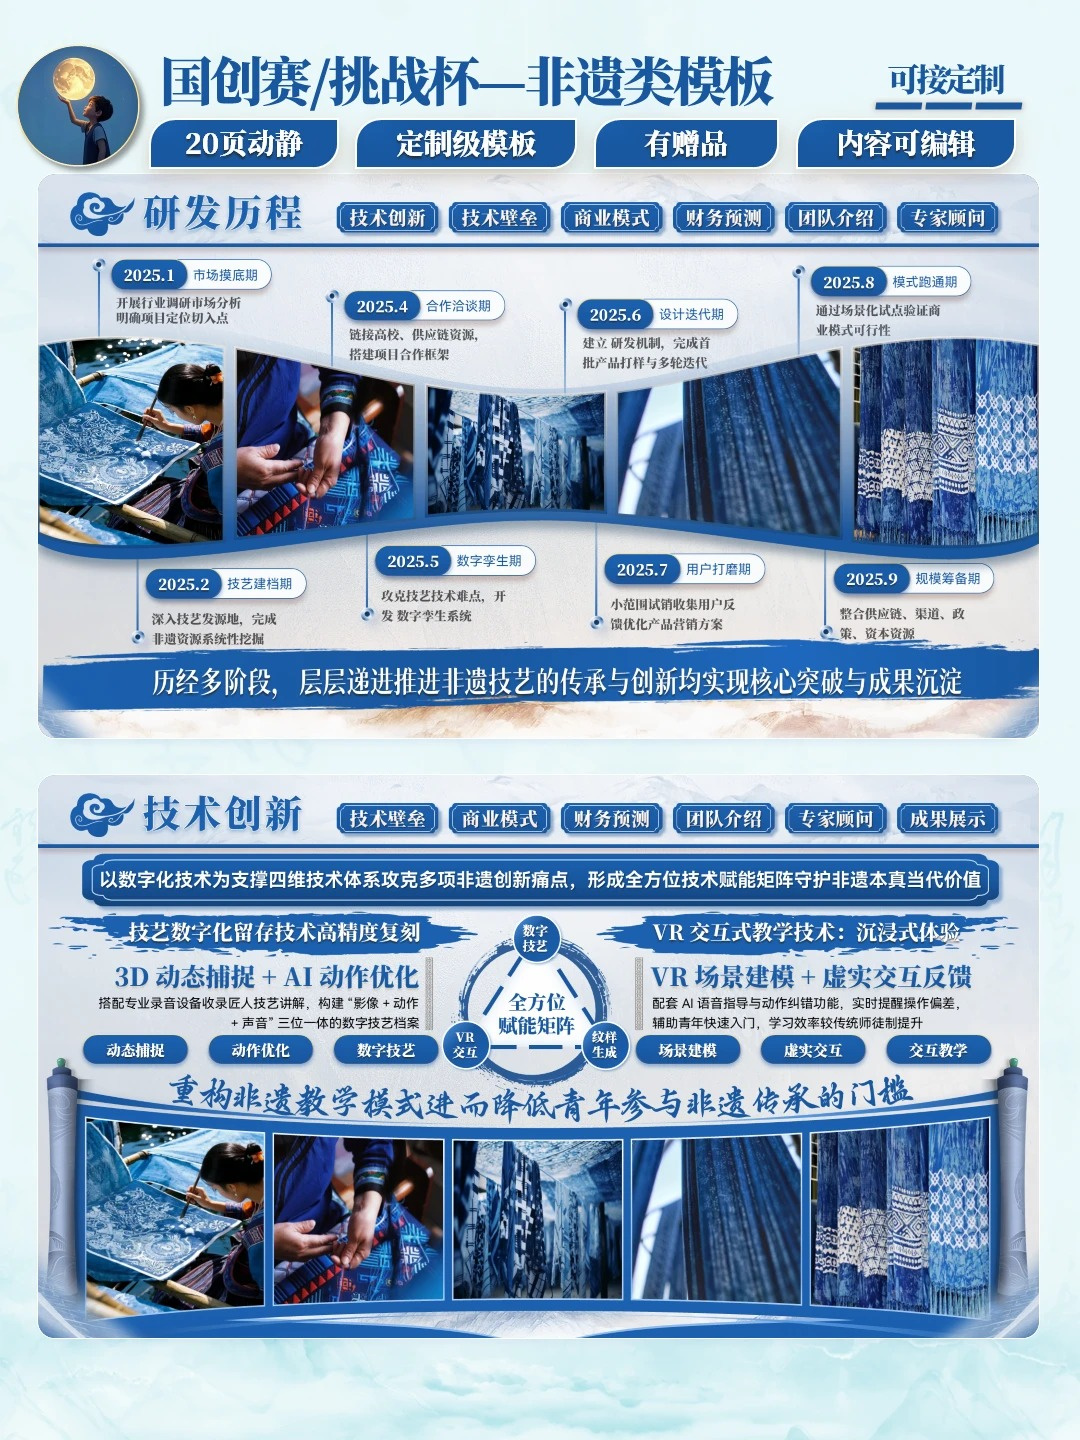 国创赛/挑战杯—非遗类模板
可接定制
20页动静
定制级模板
有赠品
内容可编辑
研发历程
技术创新
技术壁垒
商业模式
财务预测
团队介绍
专家顾问
2025.1 市场摸底期
开展行业调研市场分析
明确项目定位切入点
2025.4 合作洽谈期
链接高校、供应链资源,
搭建项目合作框架
2025.6 设计迭代期
建立 研发机制，完成首
批产品打样与多轮迭代
2025.8 模式跑通期
通过场景化试点验证商
业模式可行性
2025.2 技艺建档期
深入技艺发源地，完成
非遗资源系统性挖掘
2025.5 数字孪生期
攻克技艺技术难点，开
发 数字孪生系统
2025.7 用户打磨期
小范围试销收集用户反
馈优化产品营销方案
2025.9 规模筹备期
整合供应链、渠道、政
策、资本资源
历经多阶段，层层递进推进非遗技艺的传承与创新均实现核心突破与成果沉淀
技术创新
技术壁垒
商业模式
财务预测
团队介绍
专家顾问
成果展示
以数字化技术为支撑四维技术体系攻克多项非遗创新痛点，形成全方位技术赋能矩阵守护非遗本真当代价值
技艺数字化留存技术高精度复刻
3D 动态捕捉 + AI 动作优化
搭配专业录音设备收录匠人技艺讲解，构建 “影像 + 动作
+ 声音” 三位一体的数字技艺档案
动态捕捉
动作优化
数字技艺
数字
技艺
全方位
赋能矩阵
VR
交互
纹样
生成
VR 交互式教学技术：沉浸式体验
VR 场景建模 + 虚实交互反馈
配套 AI 语音指导与动作纠错功能，实时提醒操作偏差，
辅助青年快速入门，学习效率较传统师徒制提升
场景建模
虚实交互
交互教学
重构非遗教学模式进而降低青年参与非遗传承的门槛